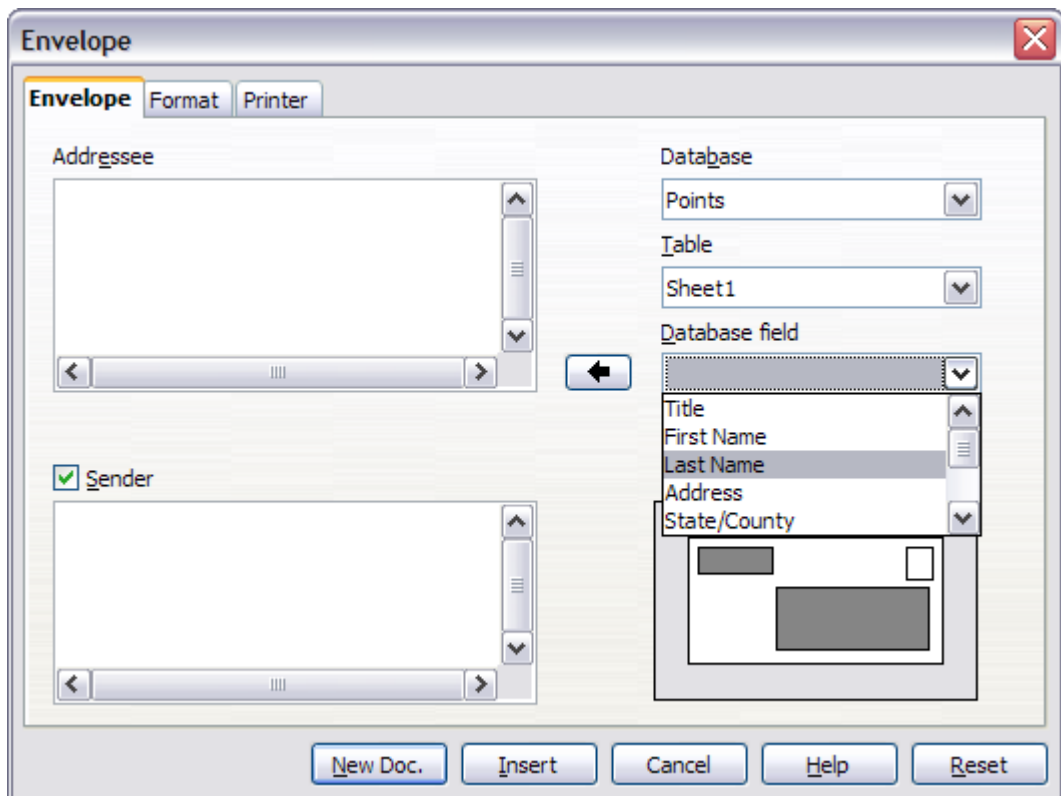 Envelope
Envelope Format Printer
Addressee
Database
Points
Table
Sheet1
Database field
Title
First Name
Last Name
Address
State/County
Sender
New Doc. Insert Cancel Help Reset